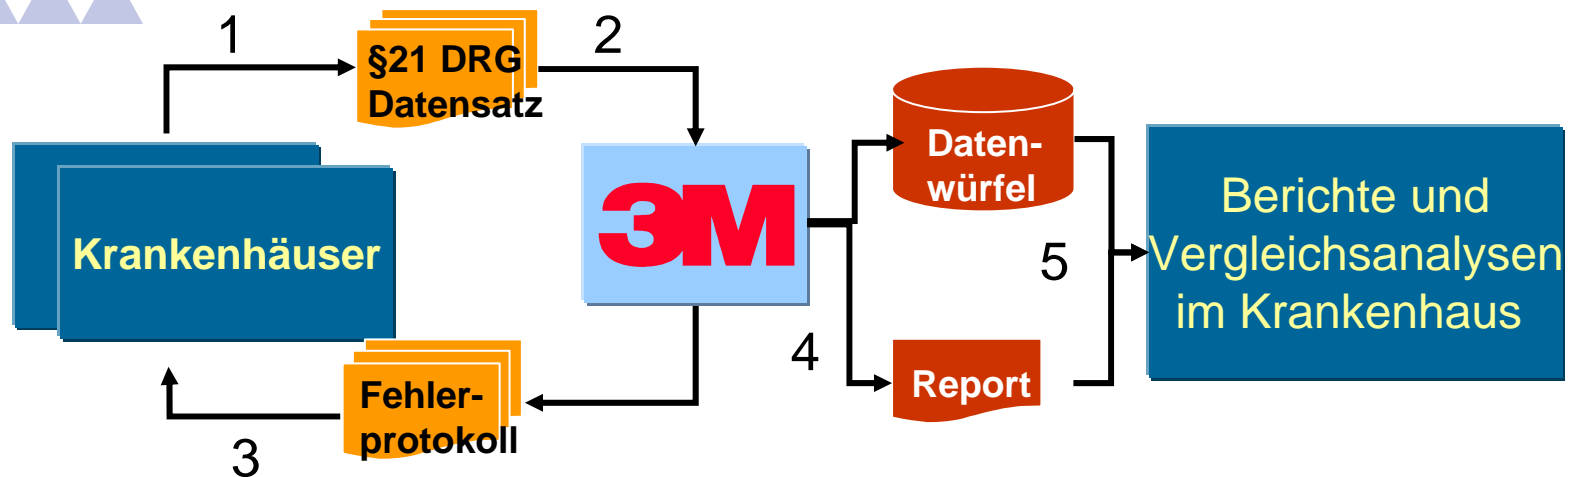 1
§21 DRG
Datensatz
2
Krankenhäuser
3M
Daten-
würfel
Berichte und
Vergleichsanalysen
im Krankenhaus
5
4
Report
Fehler-
protokoll
3